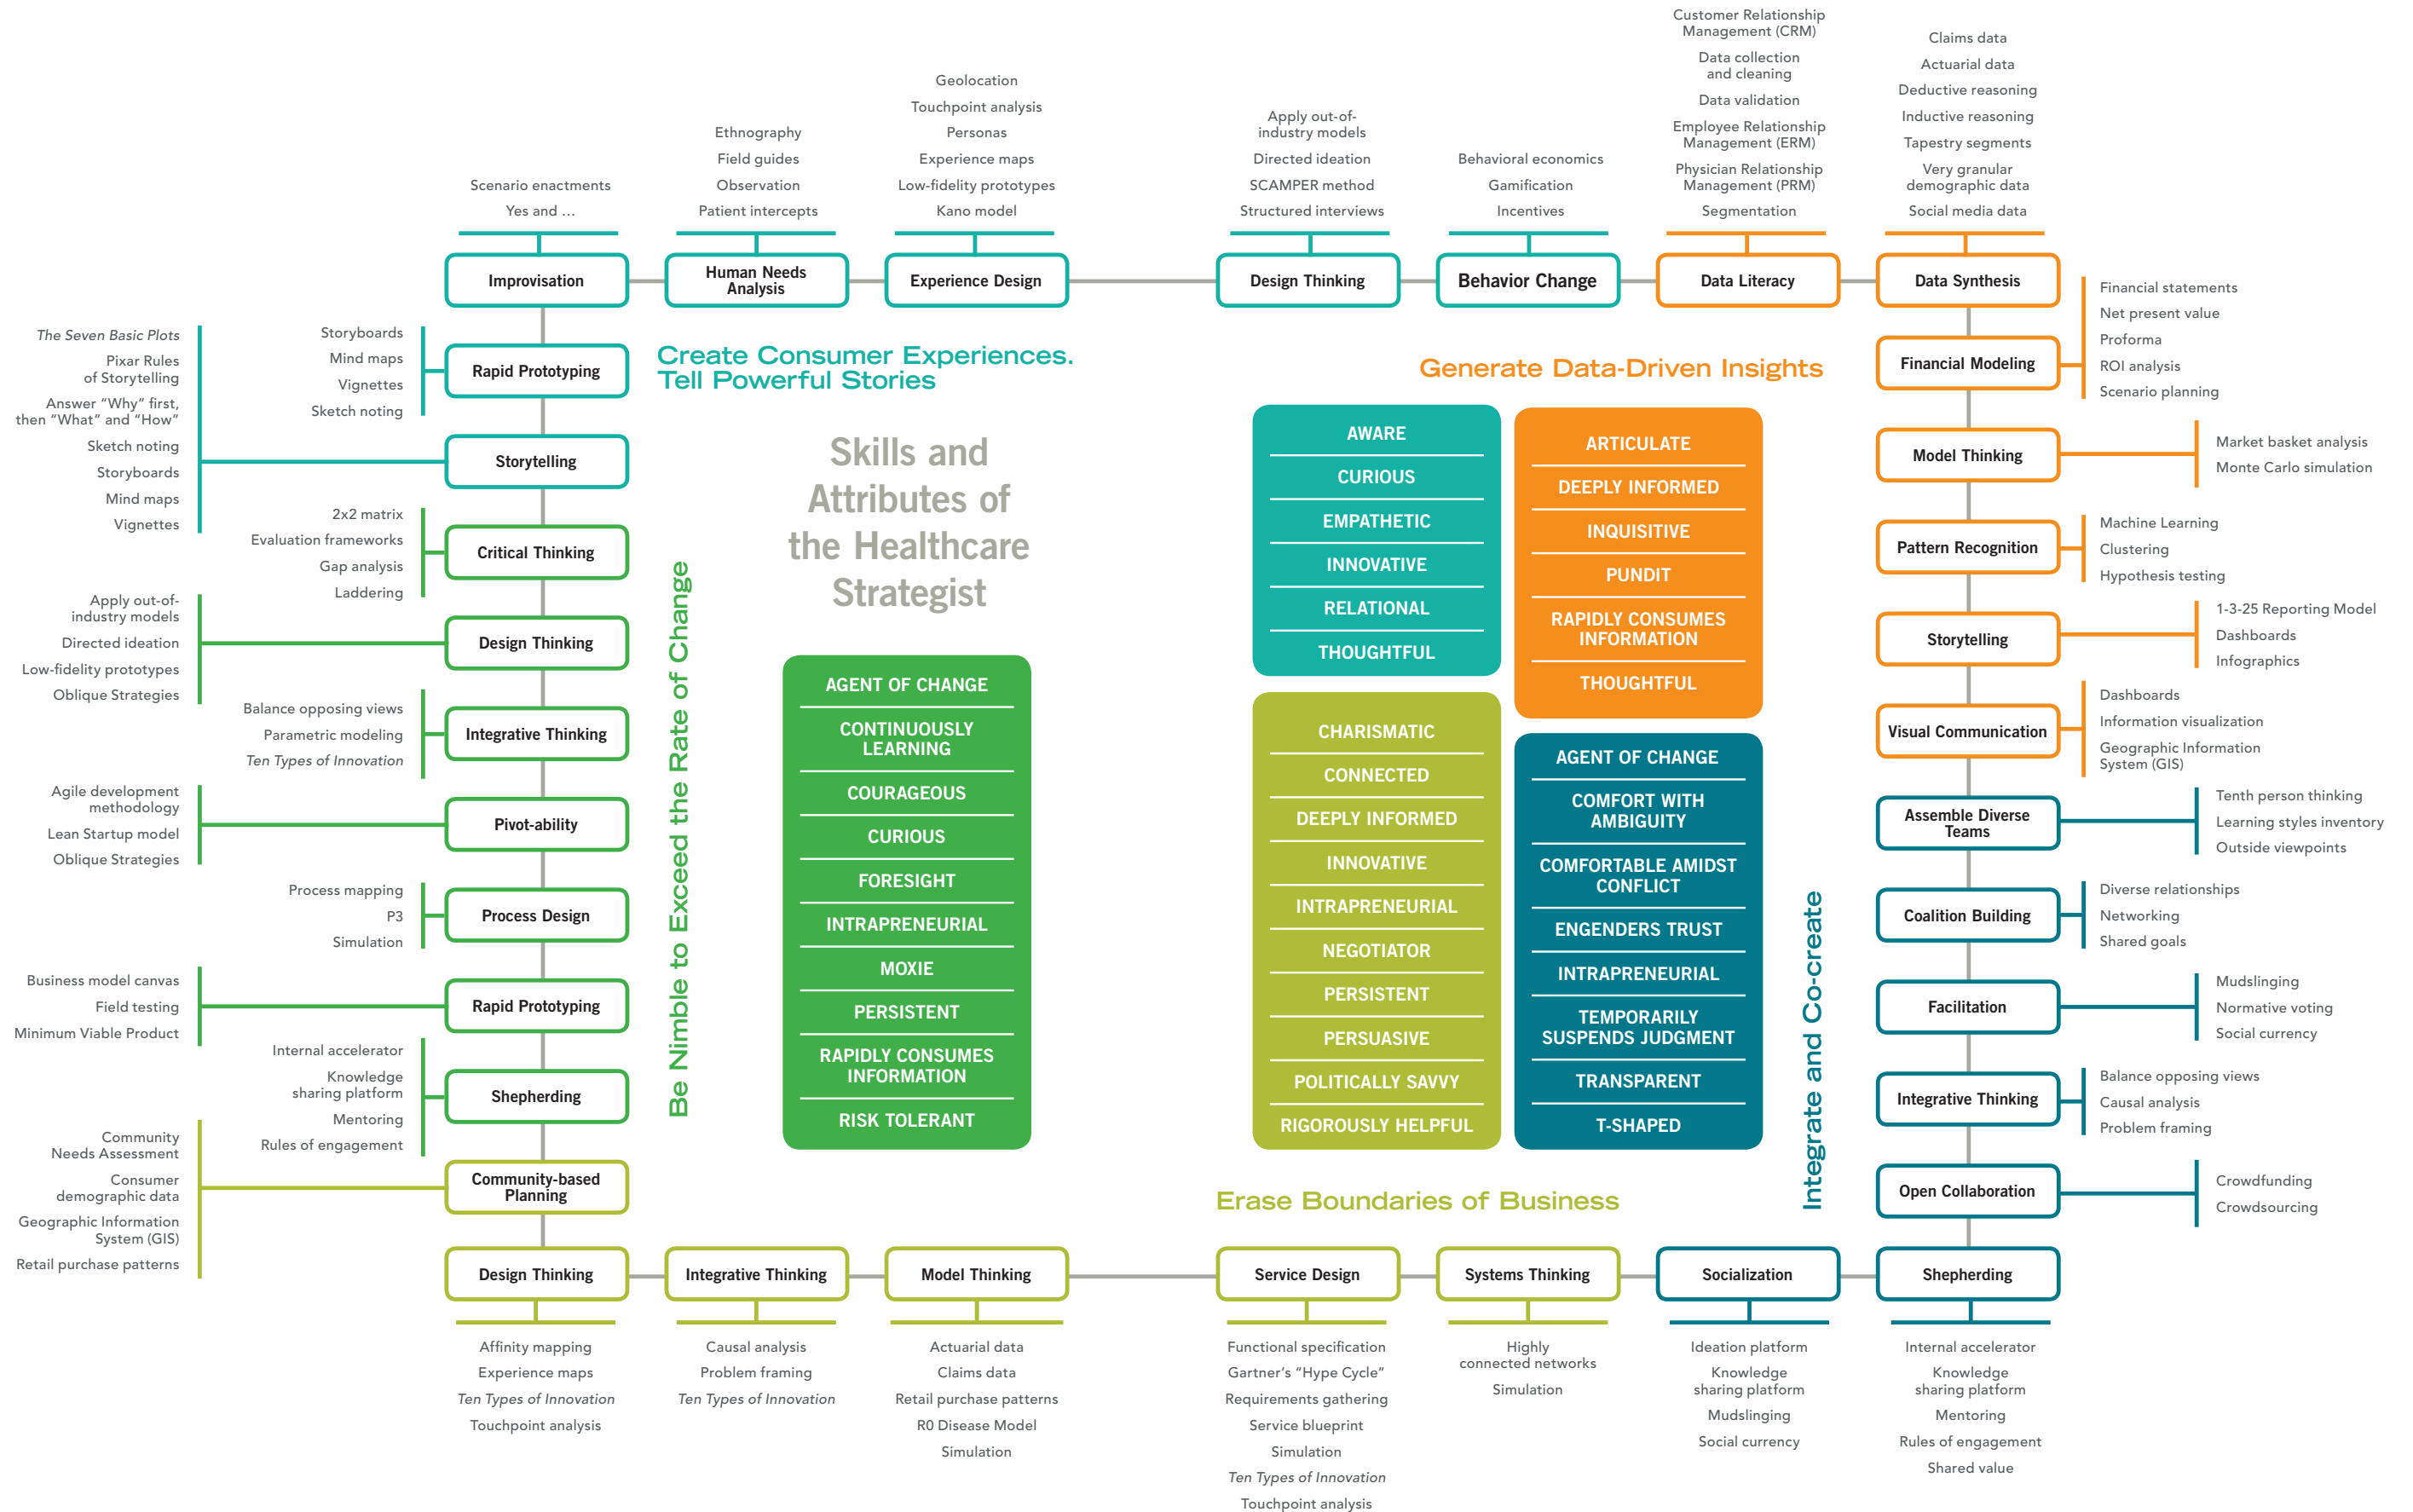 Scenario enactments
Yes and ...
Improvisation
Ethnography
Field guides
Observation
Patient intercepts
Human Needs
Analysis
Geolocation
Touchpoint analysis
Personas
Experience maps
Low-fidelity prototypes
Kano model
Experience Design
Apply out-of-
industry models
Directed ideation
SCAMPER method
Structured interviews
Design Thinking
Behavioral economics
Gamification
Incentives
Behavior Change
Customer Relationship
Management (CRM)
Data collection
and cleaning
Data validation
Employee Relationship
Management (ERM)
Physician Relationship
Management (PRM)
Segmentation
Data Literacy
Claims data
Actuarial data
Deductive reasoning
Inductive reasoning
Tapestry segments
Very granular
demographic data
Social media data
Data Synthesis
Storyboards
Mind maps
Vignettes
Sketch noting
Rapid Prototyping
The Seven Basic Plots
Pixar Rules
of Storytelling
Answer “Why” first,
then “What” and “How”
Sketch noting
Storyboards
Mind maps
Vignettes
Storytelling
2x2 matrix
Evaluation frameworks
Gap analysis
Laddering
Critical Thinking
Apply out-of-
industry models
Directed ideation
Low-fidelity prototypes
Oblique Strategies
Design Thinking
Balance opposing views
Parametric modeling
Ten Types of Innovation
Integrative Thinking
Agile development
methodology
Lean Startup model
Oblique Strategies
Pivot-ability
Process mapping
P3
Simulation
Process Design
Business model canvas
Field testing
Minimum Viable Product
Rapid Prototyping
Internal accelerator
Knowledge
sharing platform
Mentoring
Rules of engagement
Shepherding
Community
Needs Assessment
Consumer
demographic data
Geographic Information
System (GIS)
Retail purchase patterns
Community-based
Planning
Create Consumer Experiences.
Tell Powerful Stories
Generate Data-Driven Insights
Skills and
Attributes of
the Healthcare
Strategist
Be Nimble to Exceed the Rate of Change
AGENT OF CHANGE
CONTINUOUSLY
LEARNING
COURAGEOUS
CURIOUS
FORESIGHT
INTRAPRENEURIAL
MOXIE
PERSISTENT
RAPIDLY CONSUMES
INFORMATION
RISK TOLERANT
AWARE
CURIOUS
EMPATHETIC
INNOVATIVE
RELATIONAL
THOUGHTFUL
ARTICULATE
DEEPLY INFORMED
INQUISITIVE
PUNDIT
RAPIDLY CONSUMES
INFORMATION
THOUGHTFUL
CHARISMATIC
CONNECTED
DEEPLY INFORMED
INNOVATIVE
INTRAPRENEURIAL
NEGOTIATOR
PERSISTENT
PERSUASIVE
POLITICALLY SAVVY
RIGOROUSLY HELPFUL
AGENT OF CHANGE
COMFORT WITH
AMBIGUITY
COMFORTABLE AMIDST
CONFLICT
ENGENDERS TRUST
INTRAPRENEURIAL
TEMPORARILY
SUSPENDS JUDGMENT
TRANSPARENT
T-SHAPED
Integrate and Co-create
Erase Boundaries of Business
Financial Modeling
Financial statements
Net present value
Proforma
ROI analysis
Scenario planning
Model Thinking
Market basket analysis
Monte Carlo simulation
Pattern Recognition
Machine Learning
Clustering
Hypothesis testing
Storytelling
1-3-25 Reporting Model
Dashboards
Infographics
Visual Communication
Dashboards
Information visualization
Geographic Information
System (GIS)
Assemble Diverse
Teams
Tenth person thinking
Learning styles inventory
Outside viewpoints
Coalition Building
Diverse relationships
Networking
Shared goals
Facilitation
Mudslinging
Normative voting
Social currency
Integrative Thinking
Balance opposing views
Causal analysis
Problem framing
Open Collaboration
Crowdfunding
Crowdsourcing
Design Thinking
Affinity mapping
Experience maps
Ten Types of Innovation
Touchpoint analysis
Integrative Thinking
Causal analysis
Problem framing
Ten Types of Innovation
Model Thinking
Actuarial data
Claims data
Retail purchase patterns
R0 Disease Model
Simulation
Service Design
Functional specification
Gartner’s “Hype Cycle”
Requirements gathering
Service blueprint
Simulation
Ten Types of Innovation
Touchpoint analysis
Systems Thinking
Highly
connected networks
Simulation
Socialization
Ideation platform
Knowledge
sharing platform
Mudslinging
Social currency
Shepherding
Internal accelerator
Knowledge
sharing platform
Mentoring
Rules of engagement
Shared value